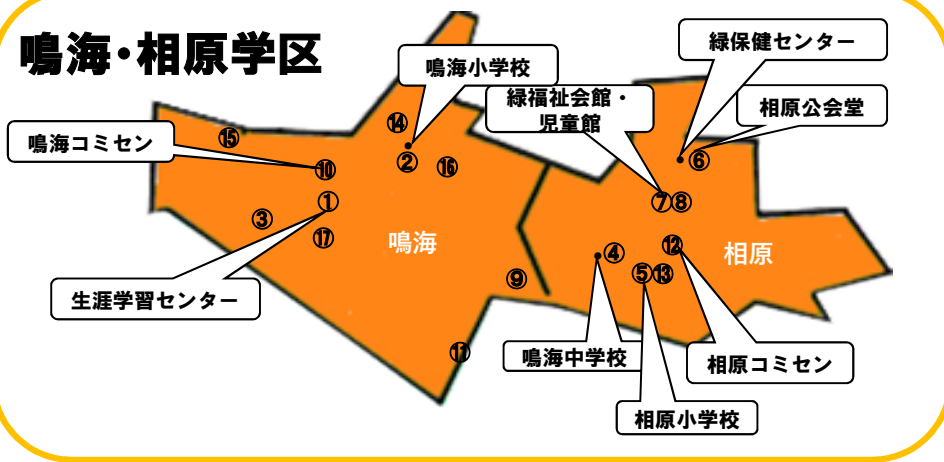 鳴海・相原学区
緑保健センター
鳴海小学校
緑福祉会館・
児童館
相原公会堂
鳴海コミセン
⑮
⑭
②
⑯
⑥
⑩
①
③
⑰
鳴海
⑦⑧
⑫
相原
④
⑤⑬
⑨
生涯学習センター
⑪
鳴海中学校
相原コミセン
相原小学校